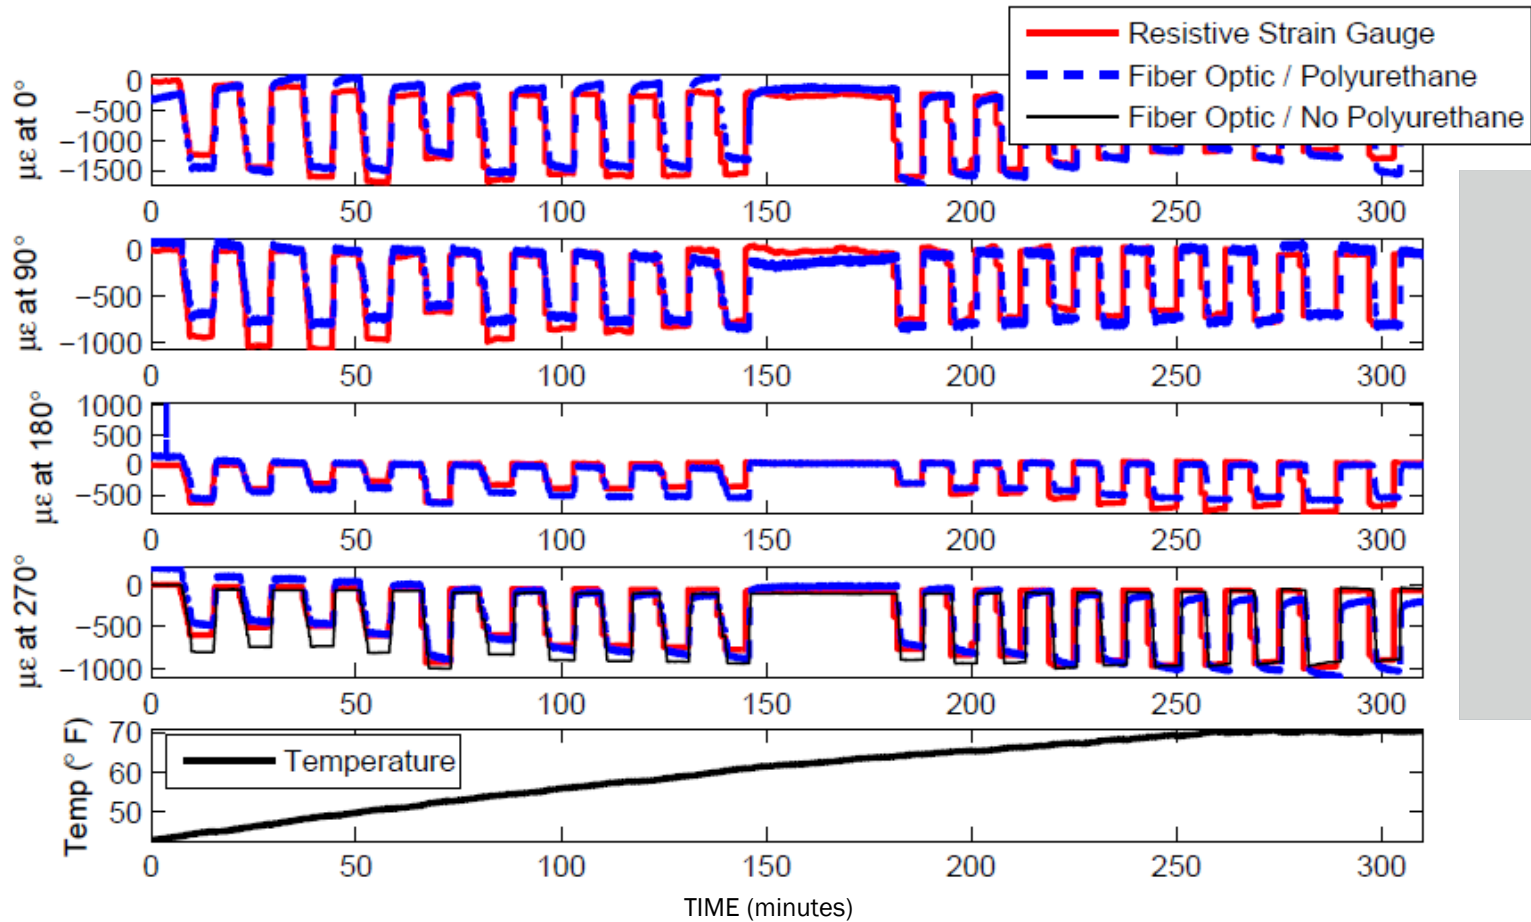 Resistive Strain Gauge
Fiber Optic / Polyurethane
Fiber Optic / No Polyurethane
με at 0°
0
−500
−1000
−1500
0 50 100 150 200 250 300
με at 90°
0
−500
−1000
0 50 100 150 200 250 300
με at 180°
1000
500
0
−500
0 50 100 150 200 250 300
με at 270°
0
−500
−1000
0 50 100 150 200 250 300
Temp (° F)
70
60
50
Temperature
0 50 100 150 200 250 300
TIME (minutes)